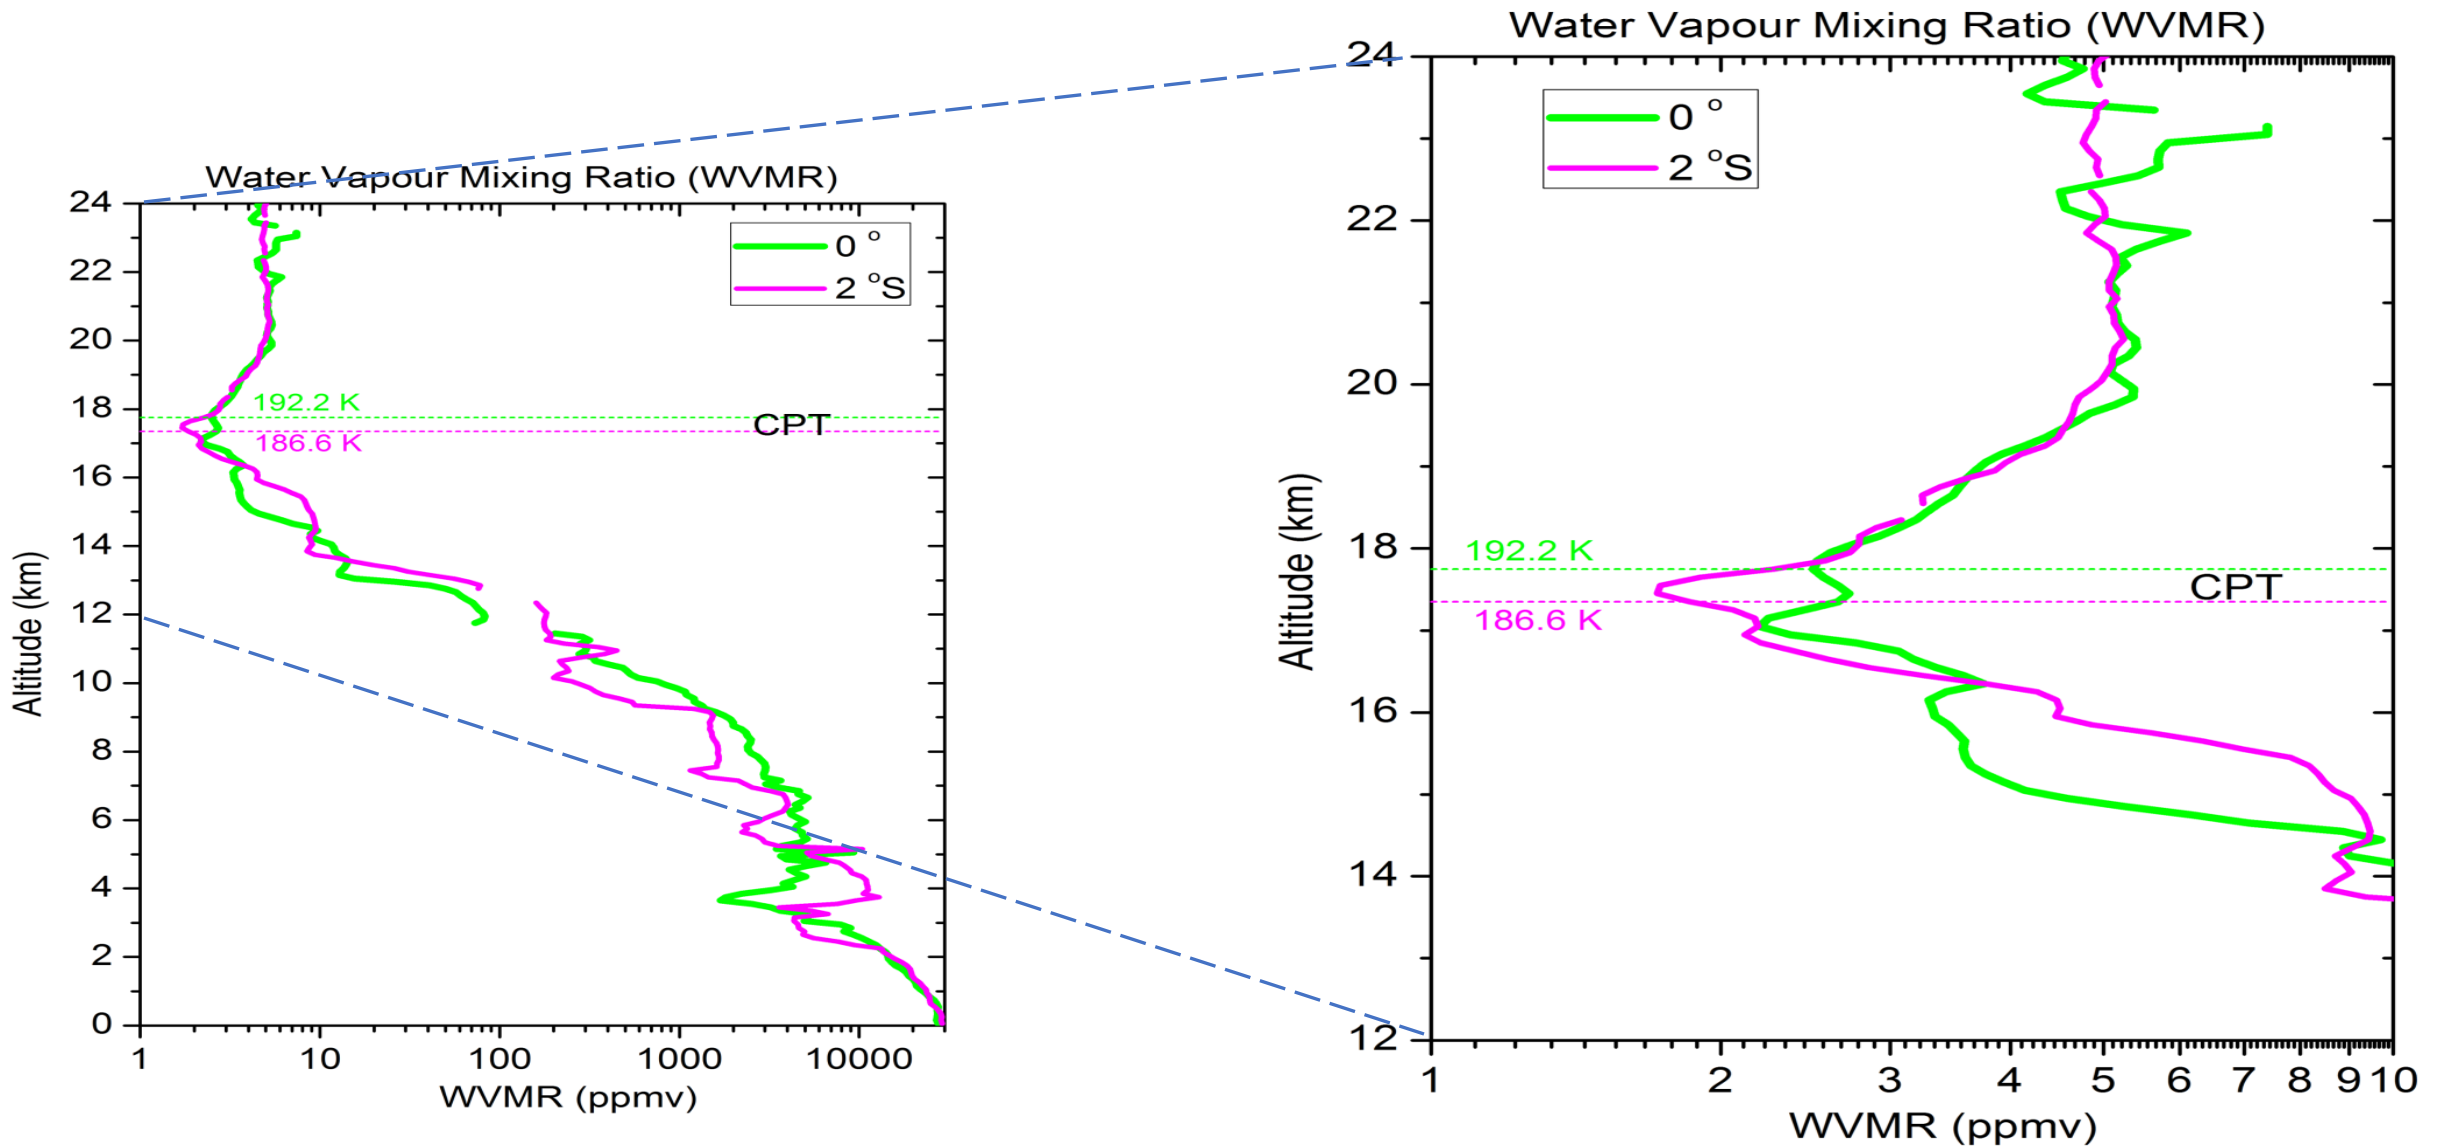 Water Vapour Mixing Ratio (WVMR)
24
22
20
18
16
14
12
10
8
6
4
2
0
Altitude (km)
0 °
2 °S
192.2 K
CPT
186.6 K
1 10 100 1000 10000
WVMR (ppmv)
Water Vapour Mixing Ratio (WVMR)
24
22
20
18
16
14
12
Altitude (km)
0 °
2 °S
192.2 K
CPT
186.6 K
1 2 3 4 5 6 7 8 9 10
WVMR (ppmv)